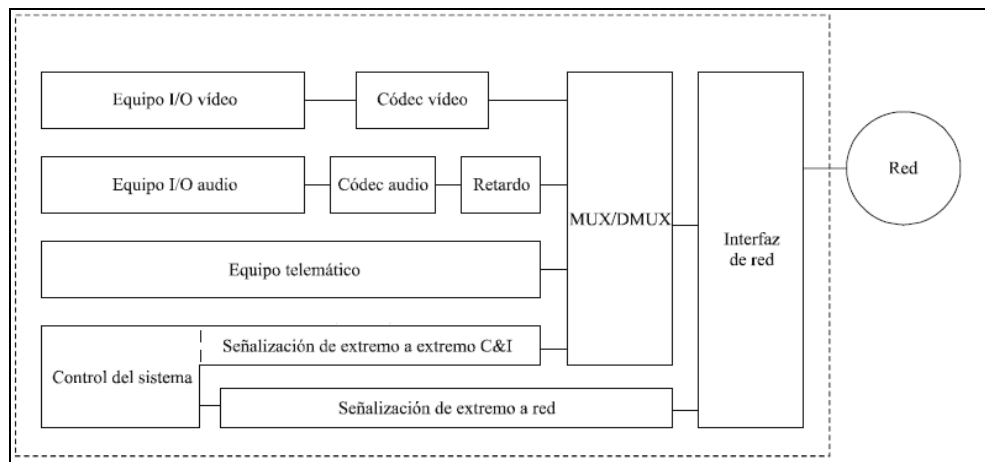 Equipo I/O vídeo
Códec vídeo
Equipo I/O audio
Códec audio
Retardo
MUX/DMUX
Interfaz
de red
Red
Equipo telemático
Señalización de extremo a extremo C&I
Control del sistema
Señalización de extremo a red